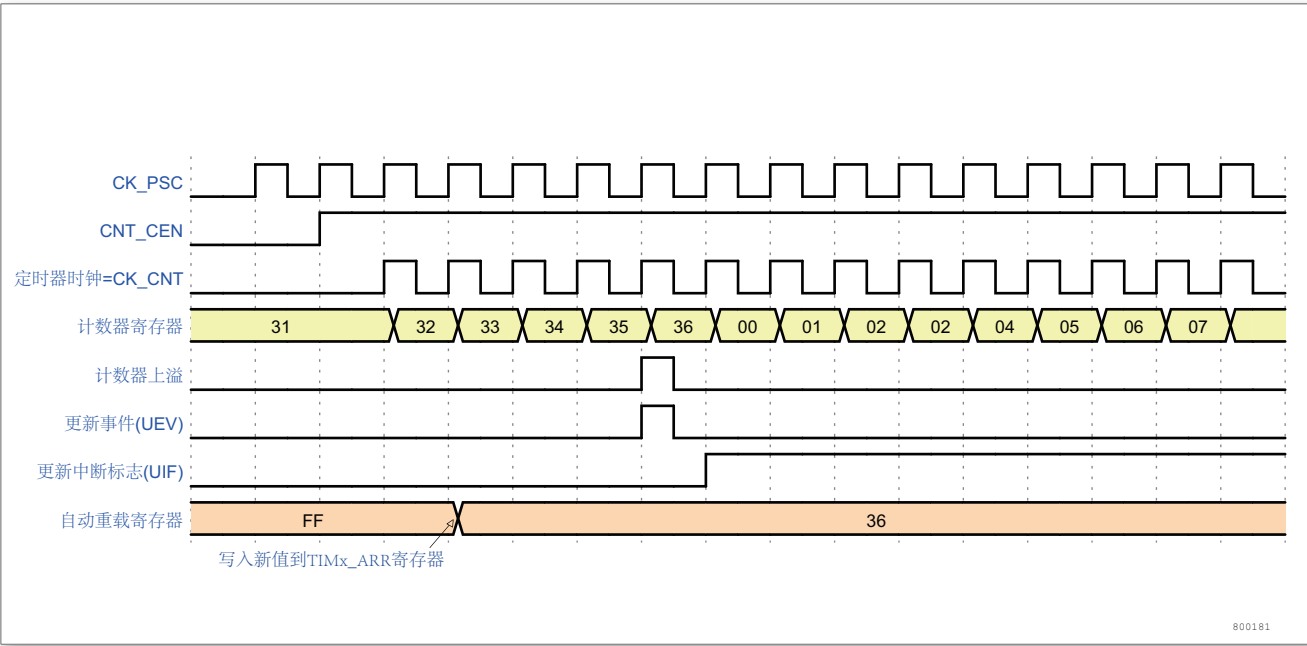 CK_PSC
CNT_CEN
定时器时钟=CK_CNT
计数器寄存器 31 32 33 34 35 36 00 01 02 02 04 05 06 07
计数器上溢
更新事件(UEV)
更新中断标志(UIF)
自动重载寄存器 FF 36
写入新值到TIMx_ARR寄存器
800181